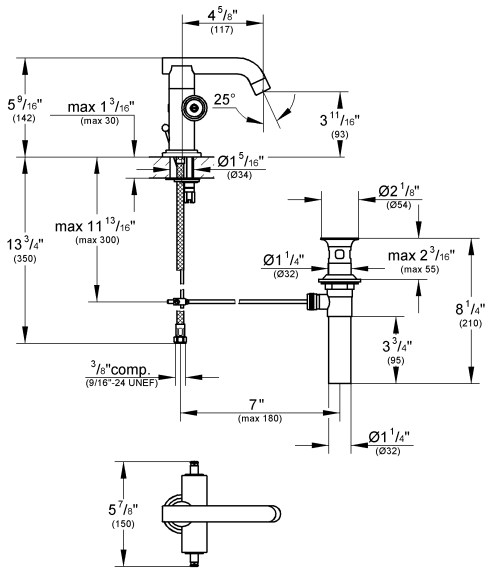 4 5/8"
(117)
5 9/16"
(142)
max 1 3/16"
(max 30)
25°
3 11/16"
(93)
Ø1 5/16"
(Ø34)
Ø2 1/8"
(Ø54)
max 11 13/16"
(max 300)
13 3/4"
(350)
Ø1 1/4"
(Ø32)
max 2 3/16"
(max 55)
8 1/4"
(210)
3 3/4"
(95)
3/8"comp.
(9/16"-24 UNEF)
7"
(max 180)
Ø1 1/4"
(Ø32)
5 7/8"
(150)